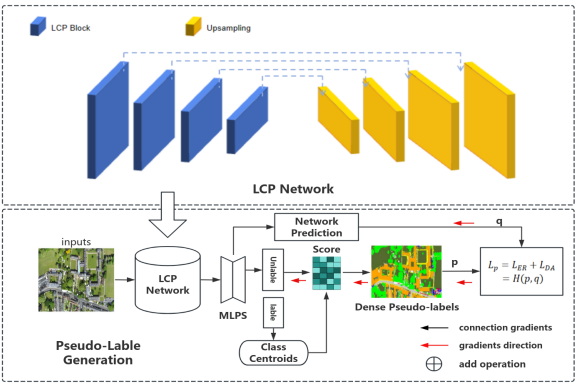 LCP Block
Upsampling
LCP Network
inputs
LCP
Network
MLPS
Unlable
lable
Network
Prediction
Score
Class
Centroids
Dense Pseudo-labels
p
q
L_p = L_{ER} + L_{DA}
= H(p, q)
Pseudo-Lable
Generation
connection gradients
gradients direction
add operation